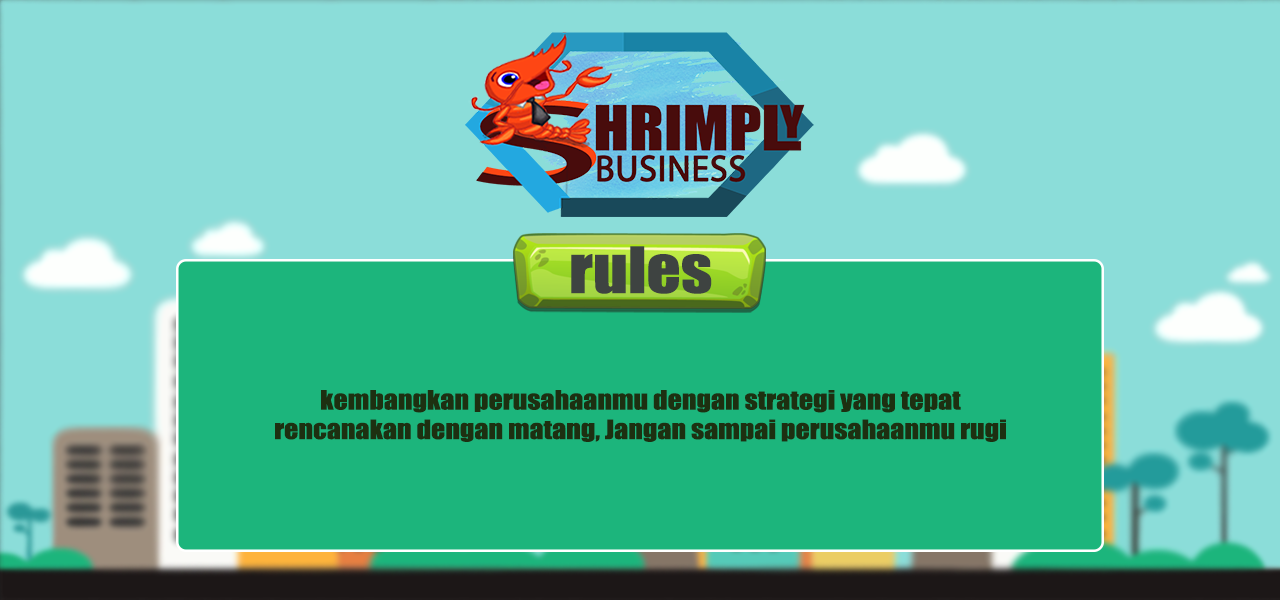 SHRIMPLY
BUSINESS
rules
kembangkan perusahaanmu dengan strategi yang tepat
rencanakan dengan matang, Jangan sampai perusahaanmu rugi